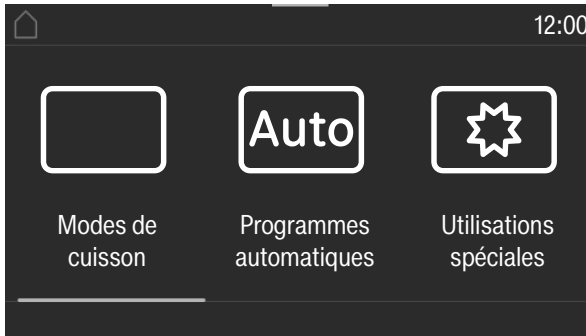 12:00
Auto
Modes de
cuisson
Programmes
automatiques
Utilisations
spéciales